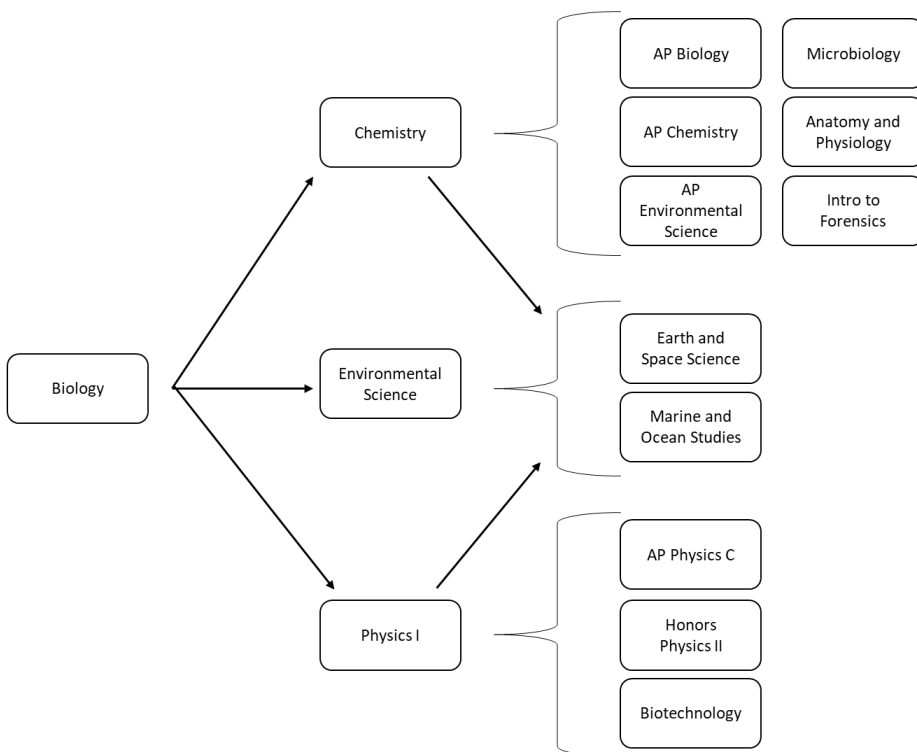 Biology
Chemistry
Environmental
Science
Physics I
AP Biology
Microbiology
AP Chemistry
Anatomy and
Physiology
AP
Environmental
Science
Intro to
Forensics
Earth and
Space Science
Marine and
Ocean Studies
AP Physics C
Honors
Physics II
Biotechnology